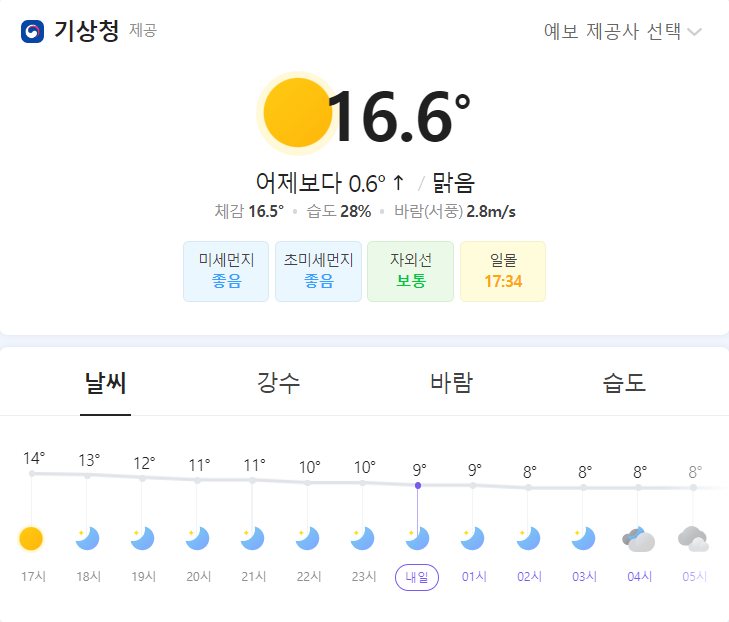 기상청 제공
예보 제공사 선택
16.6°
어제보다 0.6° ↑ / 맑음
체감 16.5° • 습도 28% • 바람(서풍) 2.8m/s
미세먼지 초미세먼지 자외선 일몰
좋음 좋음 보통 17:34
날씨 강수 바람 습도
14° 13° 12° 11° 11° 10° 10° 9° 9° 8° 8° 8° 8°
17시 18시 19시 20시 21시 22시 23시 내일 01시 02시 03시 04시 05시